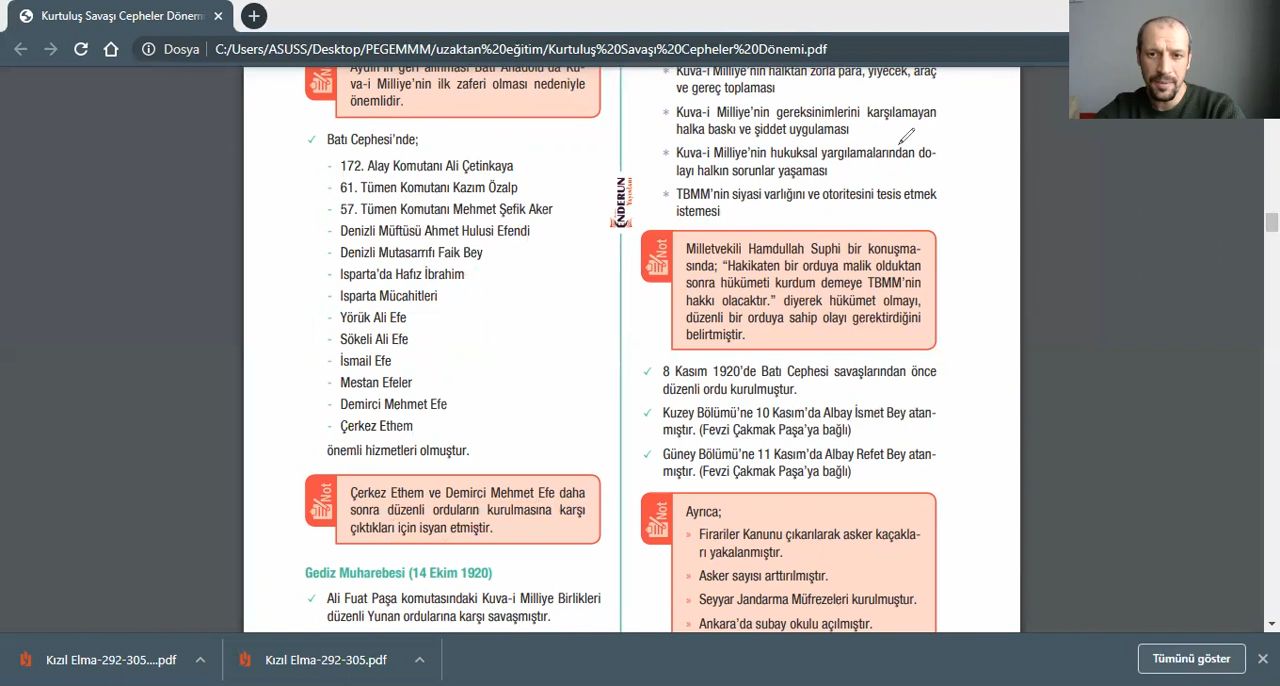 Kurtuluş Savaşı Cepheler Dönem
Dosya
C:/Users/ASUSS/Desktop/PEGEMMM/uzaktan%20eğitim/Kurtuluş%20Savaşı%20Cepheler%20Dönemi.pdf
Aydın'ın geri alınması Batı Anadolu'da Ku-
va-i Milliye'nin ilk zaferi olması nedeniyle
önemlidir.
✓ Batı Cephesi'nde;
- 172. Alay Komutanı Ali Çetinkaya
- 61. Tümen Komutanı Kazım Özalp
- 57. Tümen Komutanı Mehmet Şefik Aker
- Denizli Müftüsü Ahmet Hulusi Efendi
- Denizli Mutasarrıfı Faik Bey
- Isparta'da Hafız İbrahim
- Isparta Mücahitleri
- Yörük Ali Efe
- Sökeli Ali Efe
- İsmail Efe
- Mestan Efeler
- Demirci Mehmet Efe
- Çerkez Ethem
önemli hizmetleri olmuştur.
Not
Çerkez Ethem ve Demirci Mehmet Efe daha
sonra düzenli orduların kurulmasına karşı
çıktıkları için isyan etmiştir.
Gediz Muharebesi (14 Ekim 1920)
✓ Ali Fuat Paşa komutasındaki Kuva-i Milliye Birlikleri
düzenli Yunan ordularına karşı savaşmıştır.
ENDERUN
Yayınları
Kuva-i Milliye'nin halktan zorla para, yiyecek, araç
ve gereç toplaması
* Kuva-i Milliye'nin gereksinimlerini karşılamayan
halka baskı ve şiddet uygulaması
* Kuva-i Milliye'nin hukuksal yargılamalarından do-
layı halkın sorunlar yaşaması
* TBMM'nin siyasi varlığını ve otoritesini tesis etmek
istemesi
Not
Milletvekili Hamdullah Suphi bir konuşma-
sında; “Hakikaten bir orduya malik olduktan
sonra hükümeti kurdum demeye TBMM'nin
hakkı olacaktır.” diyerek hükümet olmayı,
düzenli bir orduya sahip olayı gerektirdiğini
belirtmiştir.
✓ 8 Kasım 1920'de Batı Cephesi savaşlarından önce
düzenli ordu kurulmuştur.
✓ Kuzey Bölümü'ne 10 Kasım'da Albay İsmet Bey atan-
mıştır. (Fevzi Çakmak Paşa'ya bağlı)
✓ Güney Bölümü'ne 11 Kasım'da Albay Refet Bey atan-
mıştır. (Fevzi Çakmak Paşa'ya bağlı)
Not
Ayrıca;
» Firariler Kanunu çıkarılarak asker kaçakla-
rı yakalanmıştır.
» Asker sayısı arttırılmıştır.
» Seyyar Jandarma Müfrezeleri kurulmuştur.
» Ankara'da subay okulu açılmıştır.
Kızıl Elma-292-305....pdf
Kızıl Elma-292-305.pdf
Tümünü göster